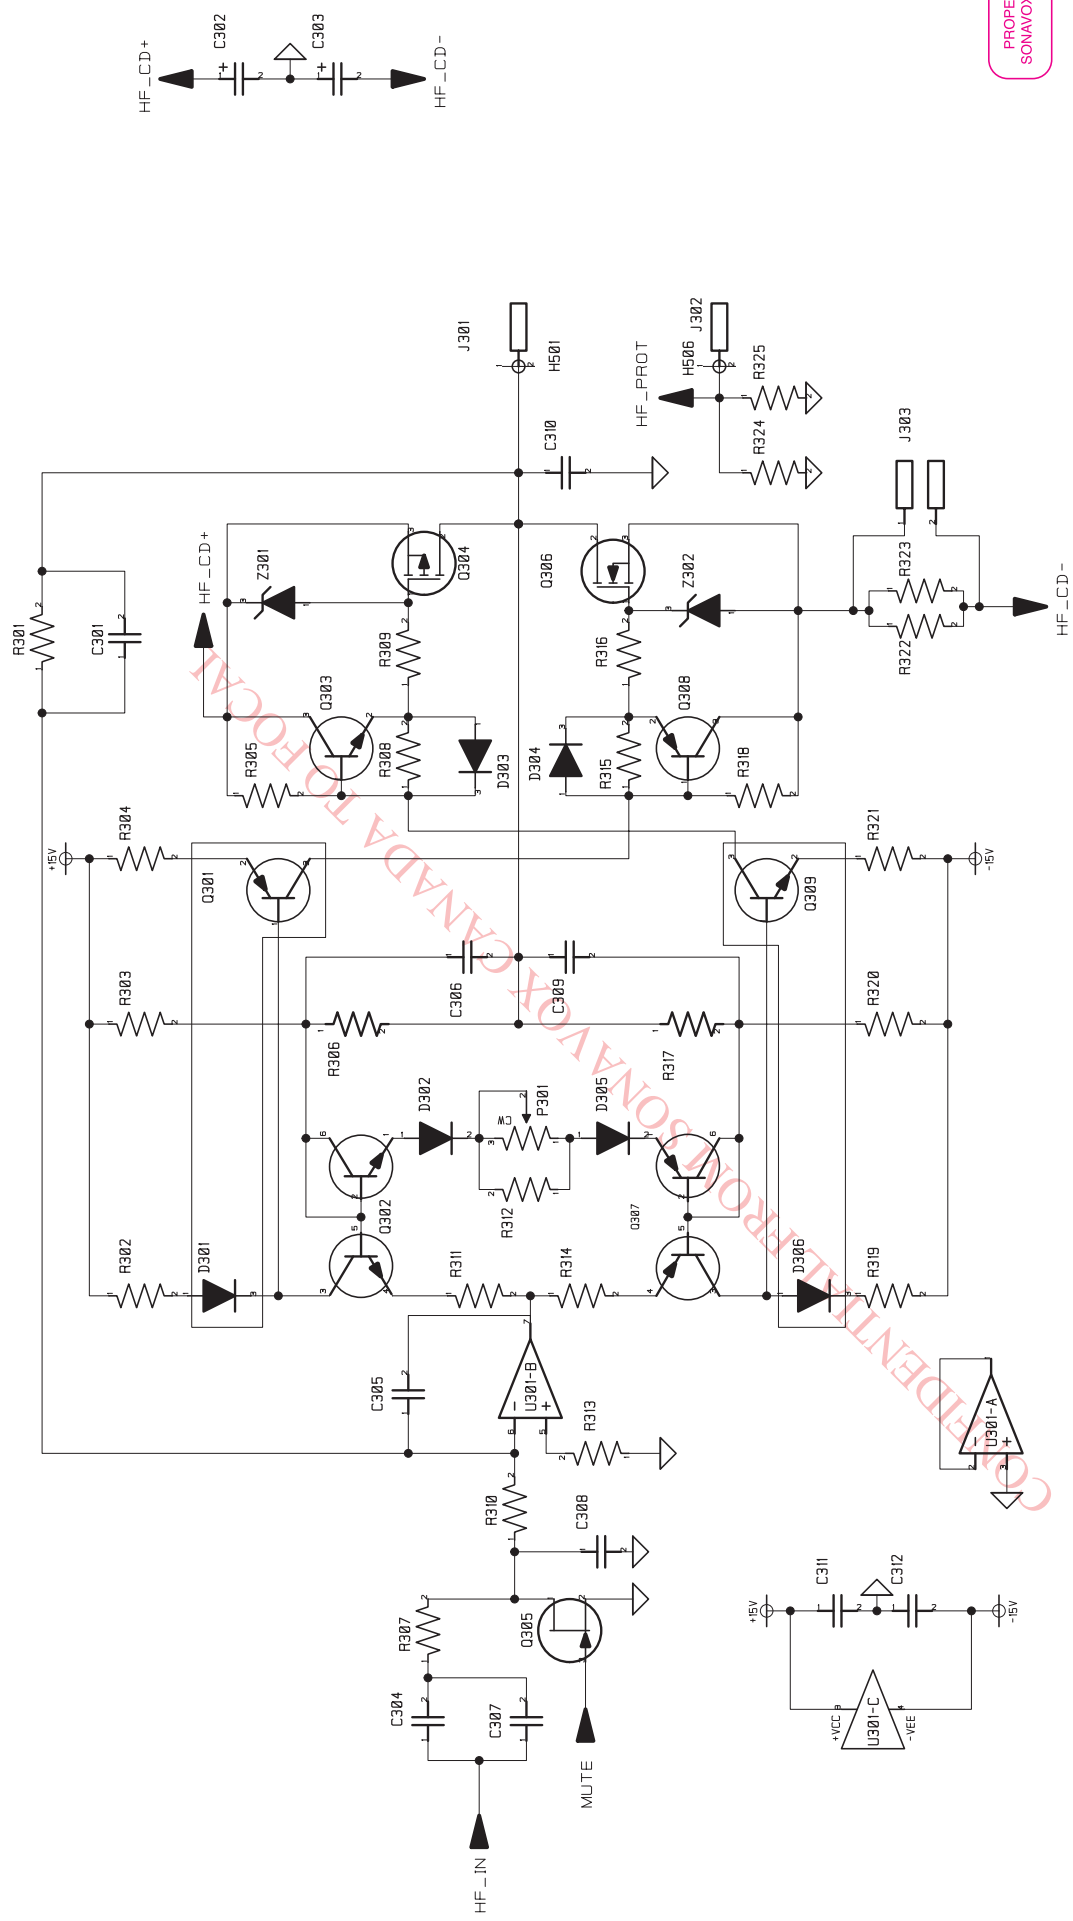 HF_CD+
C302
C303
HF_CD-
PROPE
SONAVOX
R301
C301
+15V
R304
R303
R302
D301
Q301
HF_CD+
Z301
R305
Q303
R309
R308
D303
Q304
J301
H501
C310
HF_PROT
H506
J302
R325
R324
Q306
Z302
R316
D304
R315
Q308
R318
J303
R323
R322
HF_CD-
Q309
R321
-15V
R320
R319
D306
C306
C309
R306
R317
D302
CW
P301
D305
R312
Q302
Q307
R311
R314
C305
U301-B
R313
R310
C308
R307
Q305
C304
C307
HF_IN
MUTE
+15V
C311
C312
-15V
+VCC
U301-C
-VEE
U301-A
CONFIDENTIAL FROM SONAVOX CANADA TO FOCAL